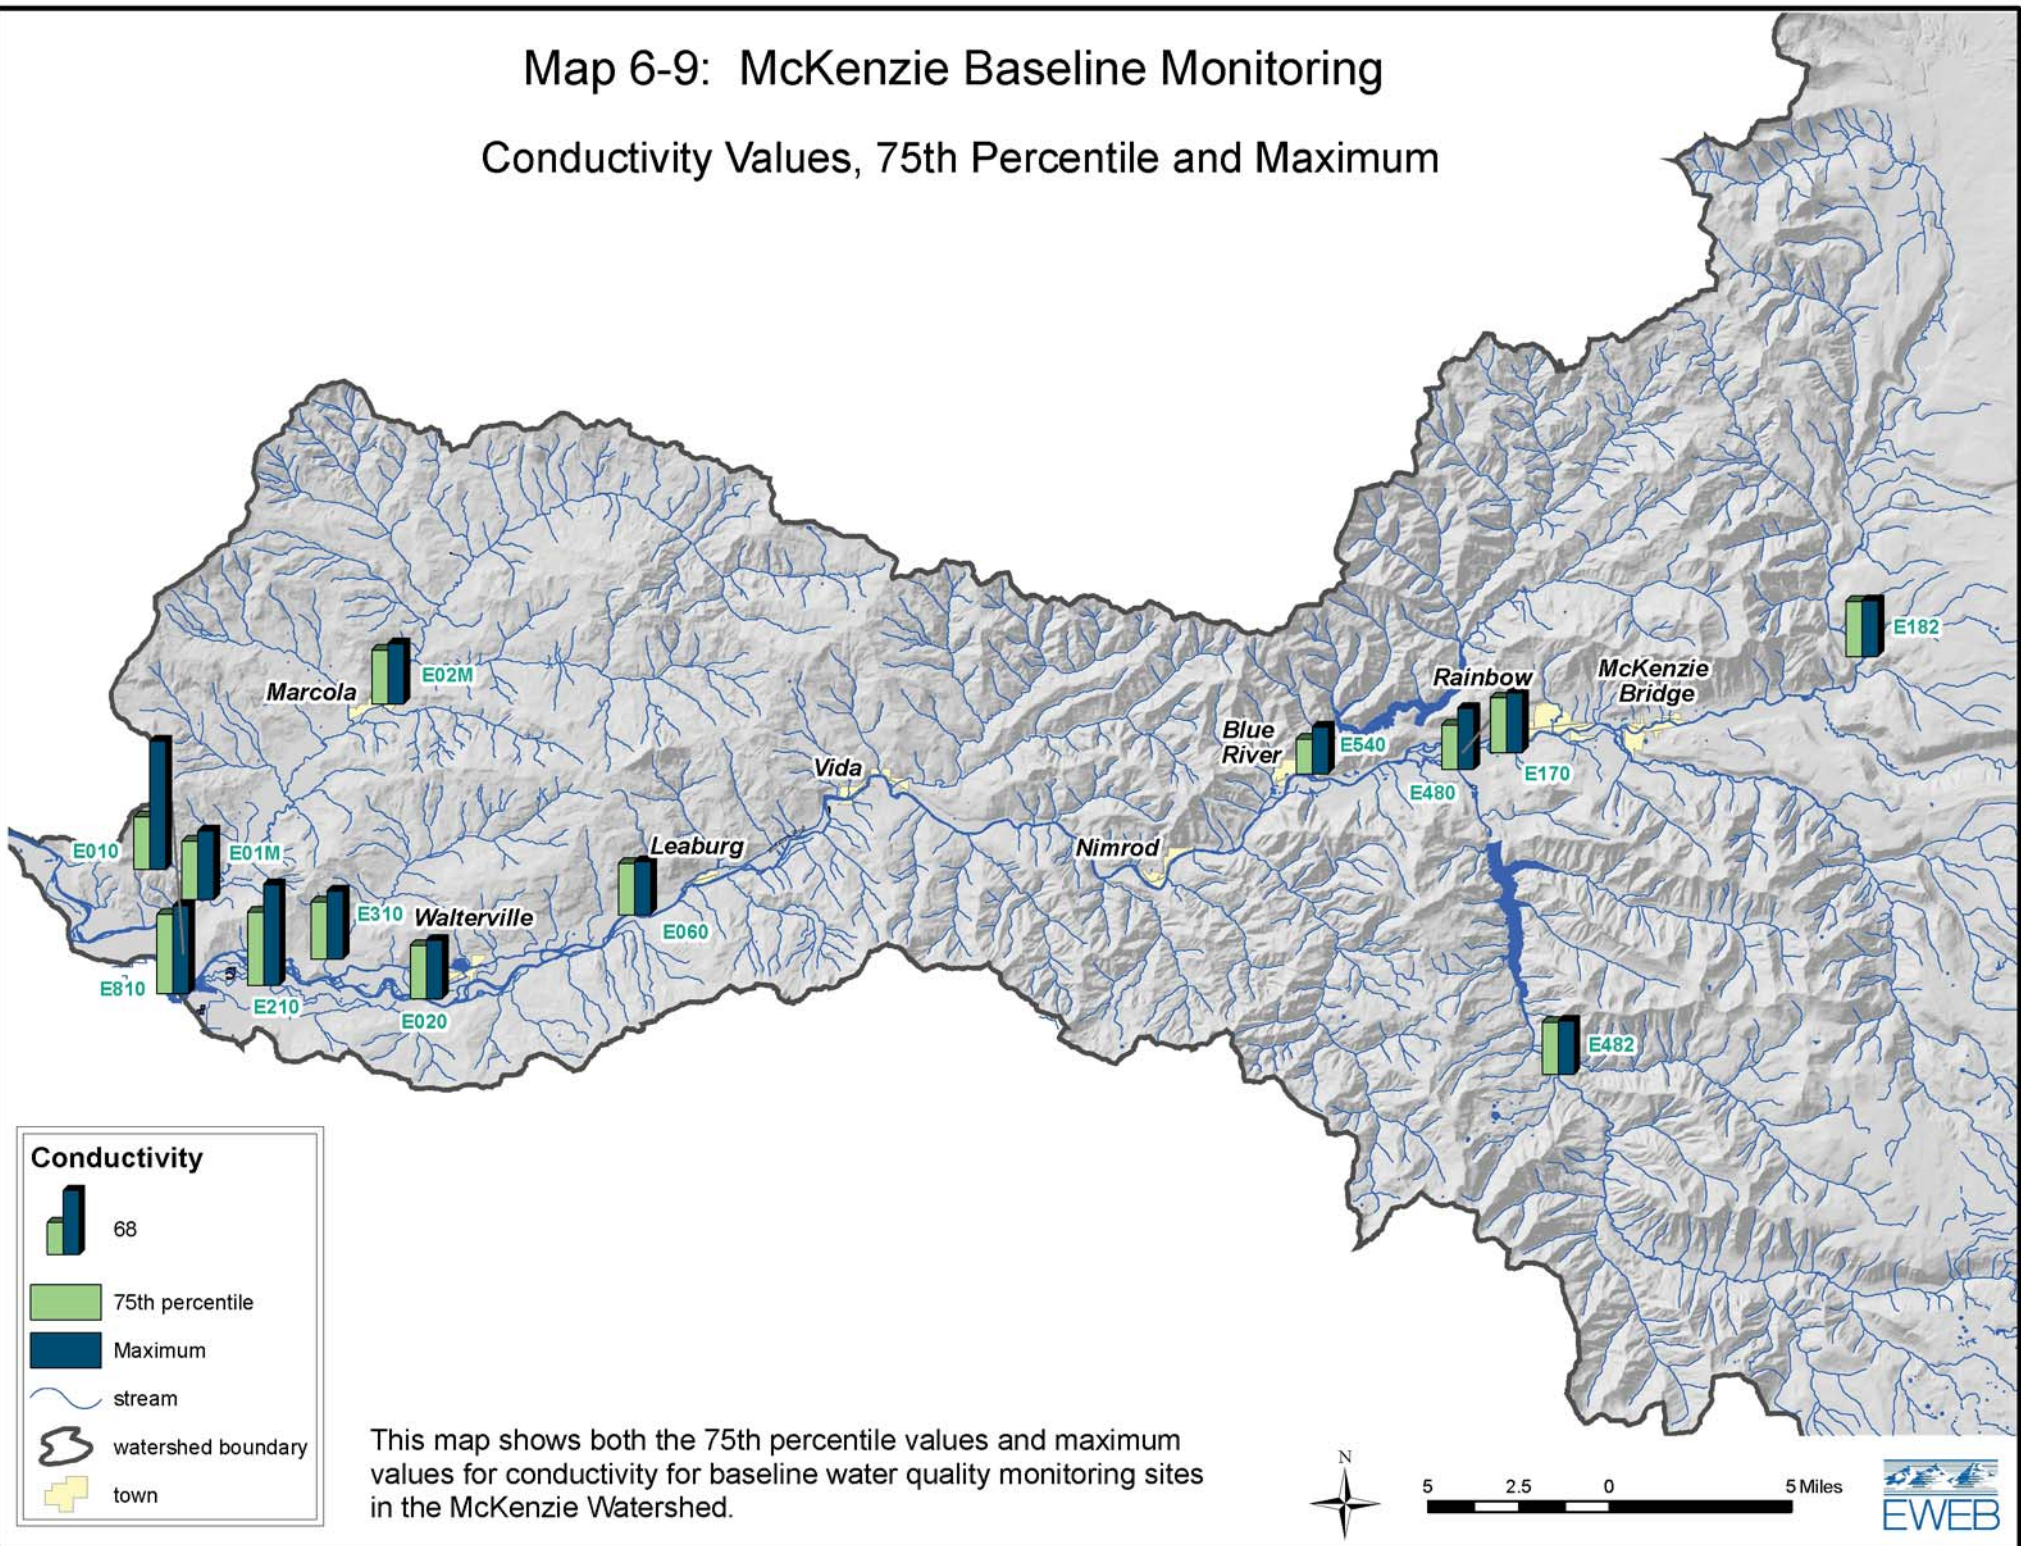 Map 6-9: McKenzie Baseline Monitoring
Conductivity Values, 75th Percentile and Maximum
E182
Rainbow
McKenzie
Bridge
E02M
Marcola
Blue
River
E540
E170
E480
Vida
Leaburg
Nimrod
E010
E01M
E310
Walterville
E060
E810
E210
E020
E482
Conductivity
68
75th percentile
Maximum
stream
watershed boundary
town
This map shows both the 75th percentile values and maximum
values for conductivity for baseline water quality monitoring sites
in the McKenzie Watershed.
N
5 2.5 0 5 Miles
EWEB